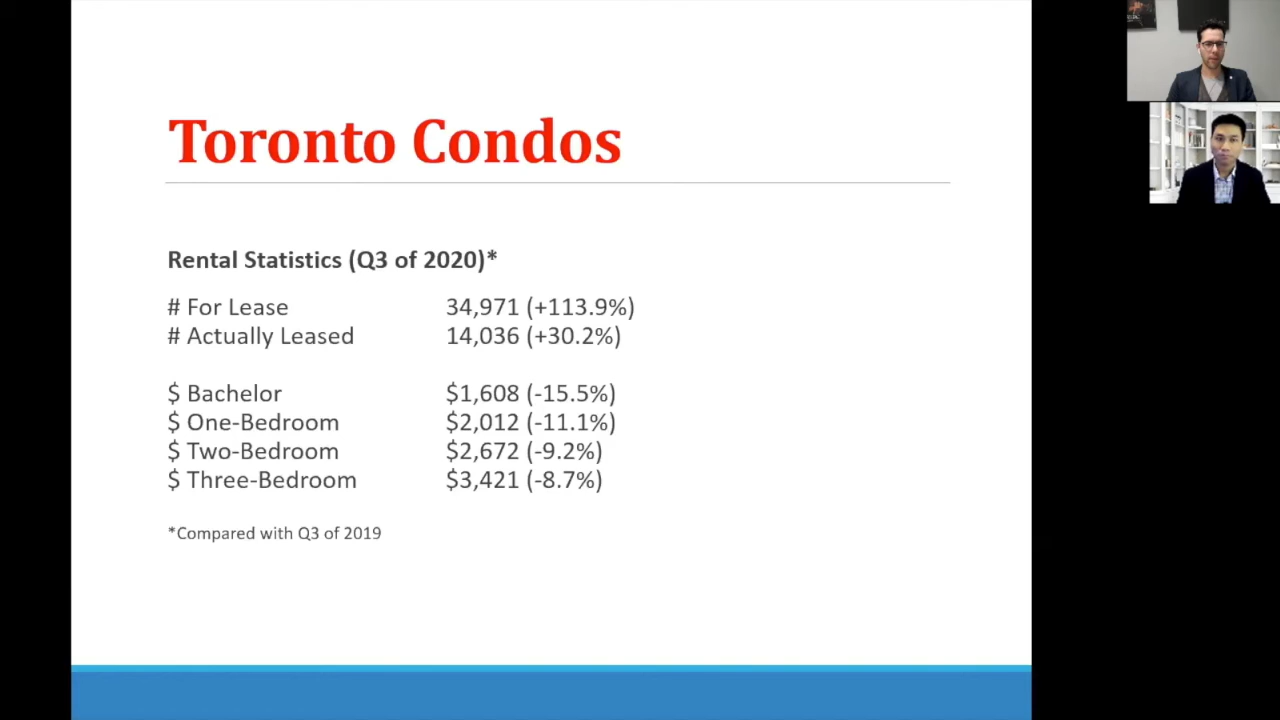 Toronto Condos
Rental Statistics (Q3 of 2020)*
# For Lease 34,971 (+113.9%)
# Actually Leased 14,036 (+30.2%)
$ Bachelor $1,608 (-15.5%)
$ One-Bedroom $2,012 (-11.1%)
$ Two-Bedroom $2,672 (-9.2%)
$ Three-Bedroom $3,421 (-8.7%)
*Compared with Q3 of 2019